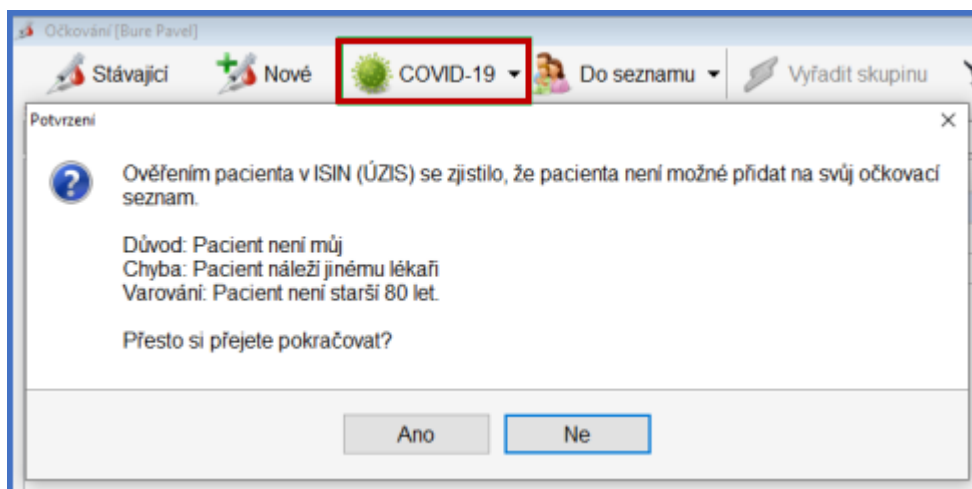 Očkování [Bure Pavel]
Stávající Nové COVID-19 Do seznamu Vyřadit skupinu
Potvrzení
Ověřením pacienta v ISIN (ÚZIS) se zjistilo, že pacienta není možné přidat na svůj očkovací
seznam.
Důvod: Pacient není můj
Chyba: Pacient náleží jinému lékaři
Varování: Pacient není starší 80 let.
Přesto si přejete pokračovat?
Ano Ne